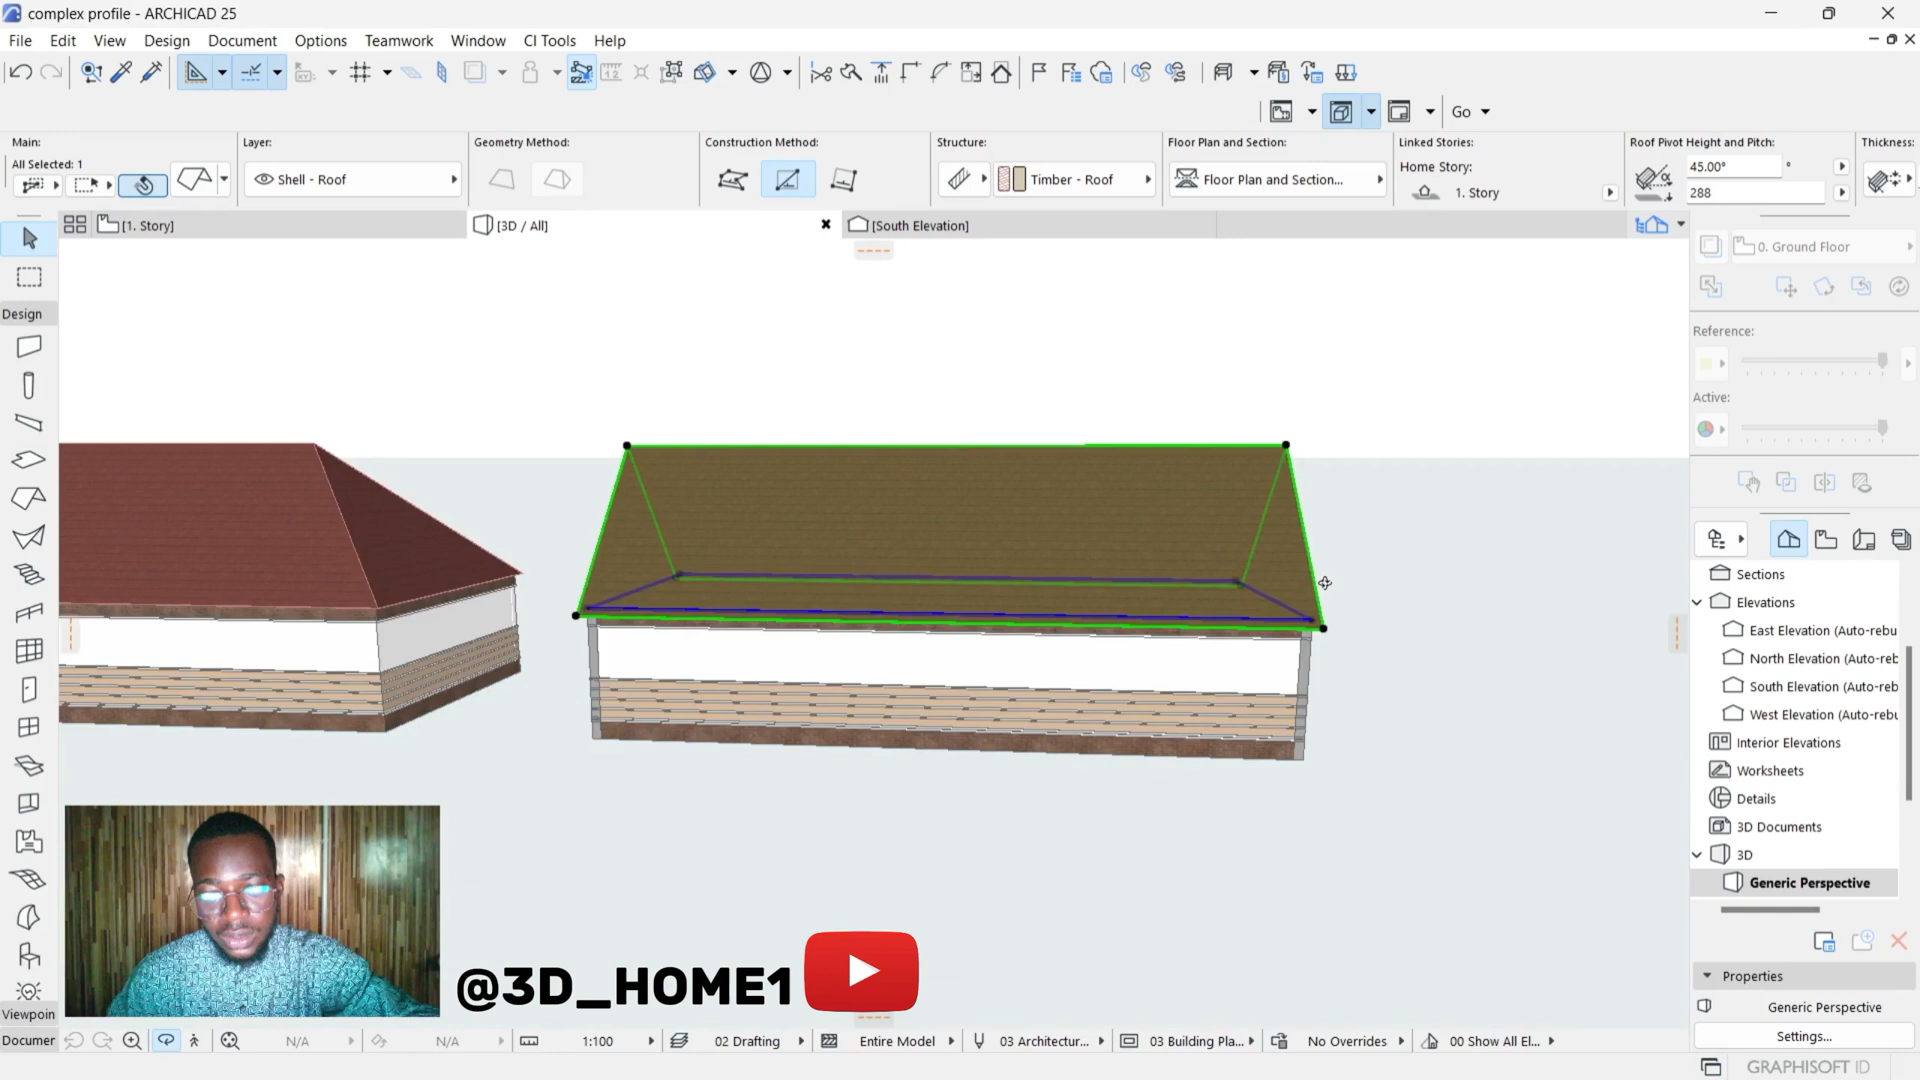 complex profile - ARCHICAD 25
File Edit View Design Document Options Teamwork Window CI Tools Help
Go
Main: Layer: Geometry Method: Construction Method: Structure: Floor Plan and Section: Linked Stories: Roof Pivot Height and Pitch: Thickness:
All Selected: 1
Shell - Roof
Timber - Roof
Floor Plan and Section...
Home Story:
1. Story
45.00°
°
288
[1. Story]
[3D / All]
[South Elevation]
0. Ground Floor
Design
Reference:
Active:
Sections
Elevations
East Elevation (Auto-rebu
North Elevation (Auto-reb
South Elevation (Auto-reb
West Elevation (Auto-rebu
Interior Elevations
Worksheets
Details
3D Documents
3D
Generic Perspective
Properties
Generic Perspective
Settings...
@3D_HOME1
Viewpoin
Documer
N/A
N/A
1:100
02 Drafting
Entire Model
03 Architectur...
03 Building Pla...
No Overrides
00 Show All El...
GRAPHISOFT ID